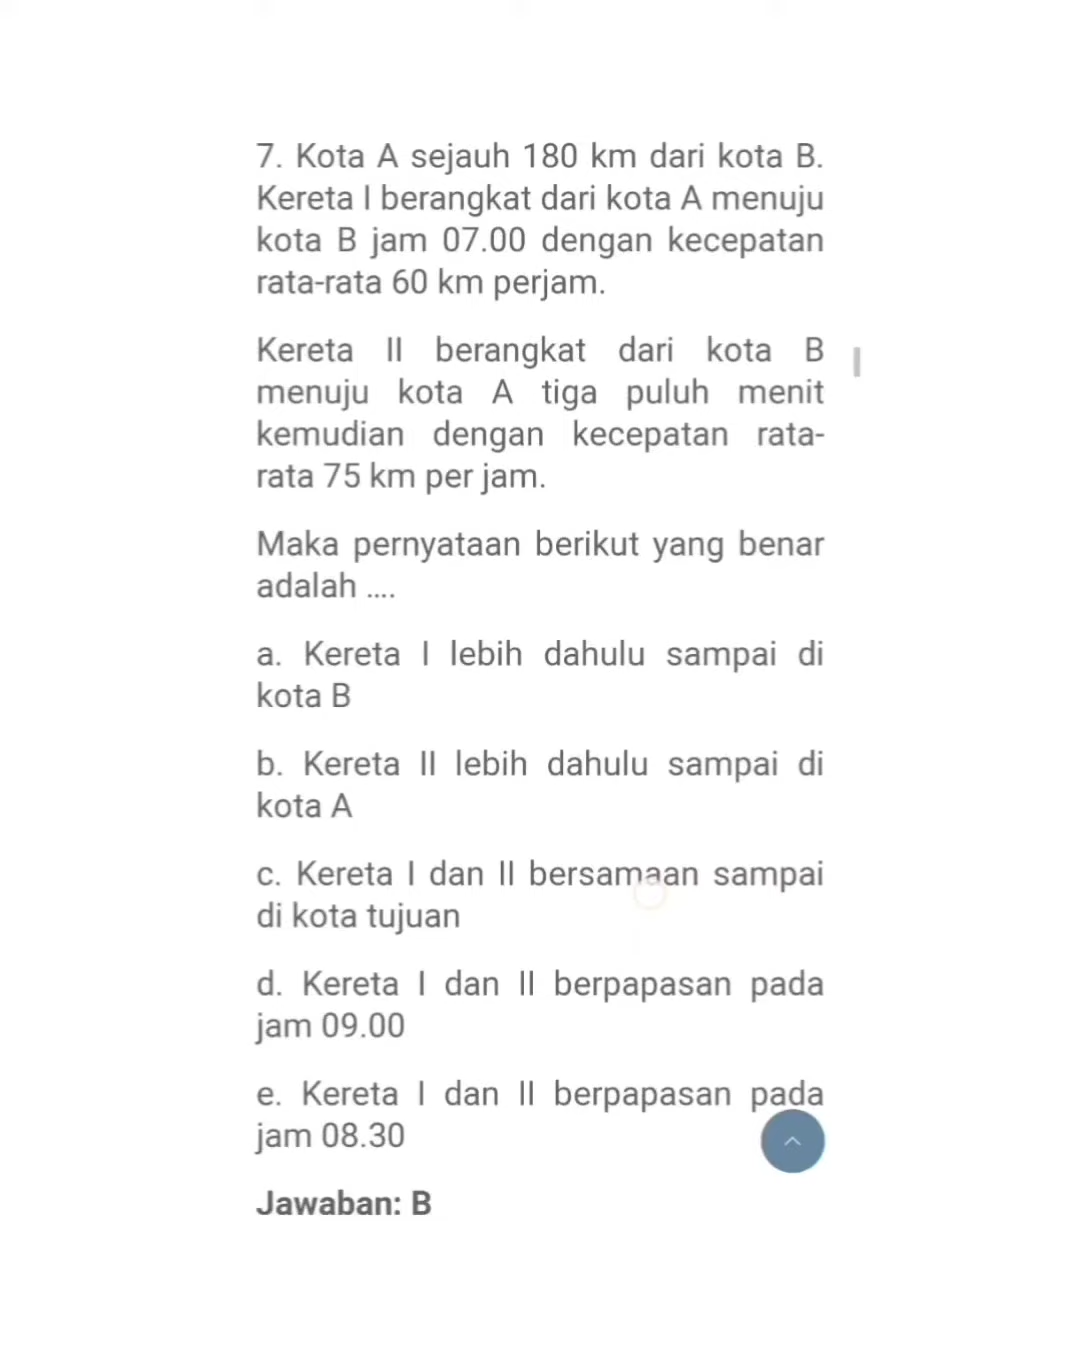 7. Kota A sejauh 180 km dari kota B.
Kereta I berangkat dari kota A menuju
kota B jam 07.00 dengan kecepatan
rata-rata 60 km perjam.
Kereta II berangkat dari kota B
menuju kota A tiga puluh menit
kemudian dengan kecepatan rata-
rata 75 km per jam.
Maka pernyataan berikut yang benar
adalah ....
a. Kereta I lebih dahulu sampai di
kota B
b. Kereta II lebih dahulu sampai di
kota A
c. Kereta I dan II bersamaan sampai
di kota tujuan
d. Kereta I dan II berpapasan pada
jam 09.00
e. Kereta I dan II berpapasan pada
jam 08.30
Jawaban: B